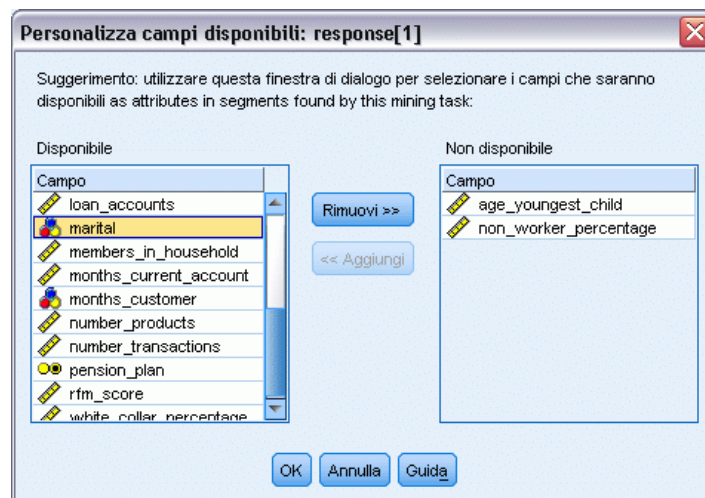 Personalizza campi disponibili: response[1]
Suggerimento: utilizzare questa finestra di dialogo per selezionare i campi che saranno
disponibili as attributes in segments found by this mining task:
Disponibile
Campo
loan_accounts
marital
members_in_household
months_current_account
months_customer
number_products
number_transactions
pension_plan
rfm_score
white_collar_percentage
Rimuovi >>
<< Aggiungi
Non disponibile
Campo
age_youngest_child
non_worker_percentage
OK
Annulla
Guida